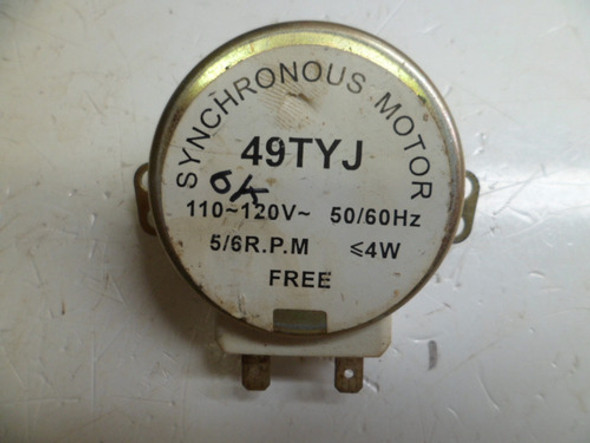 SYNCHRONOUS MOTOR
49TYJ
OK
110~120V~ 50/60Hz
5/6R.P.M ≤4W
FREE